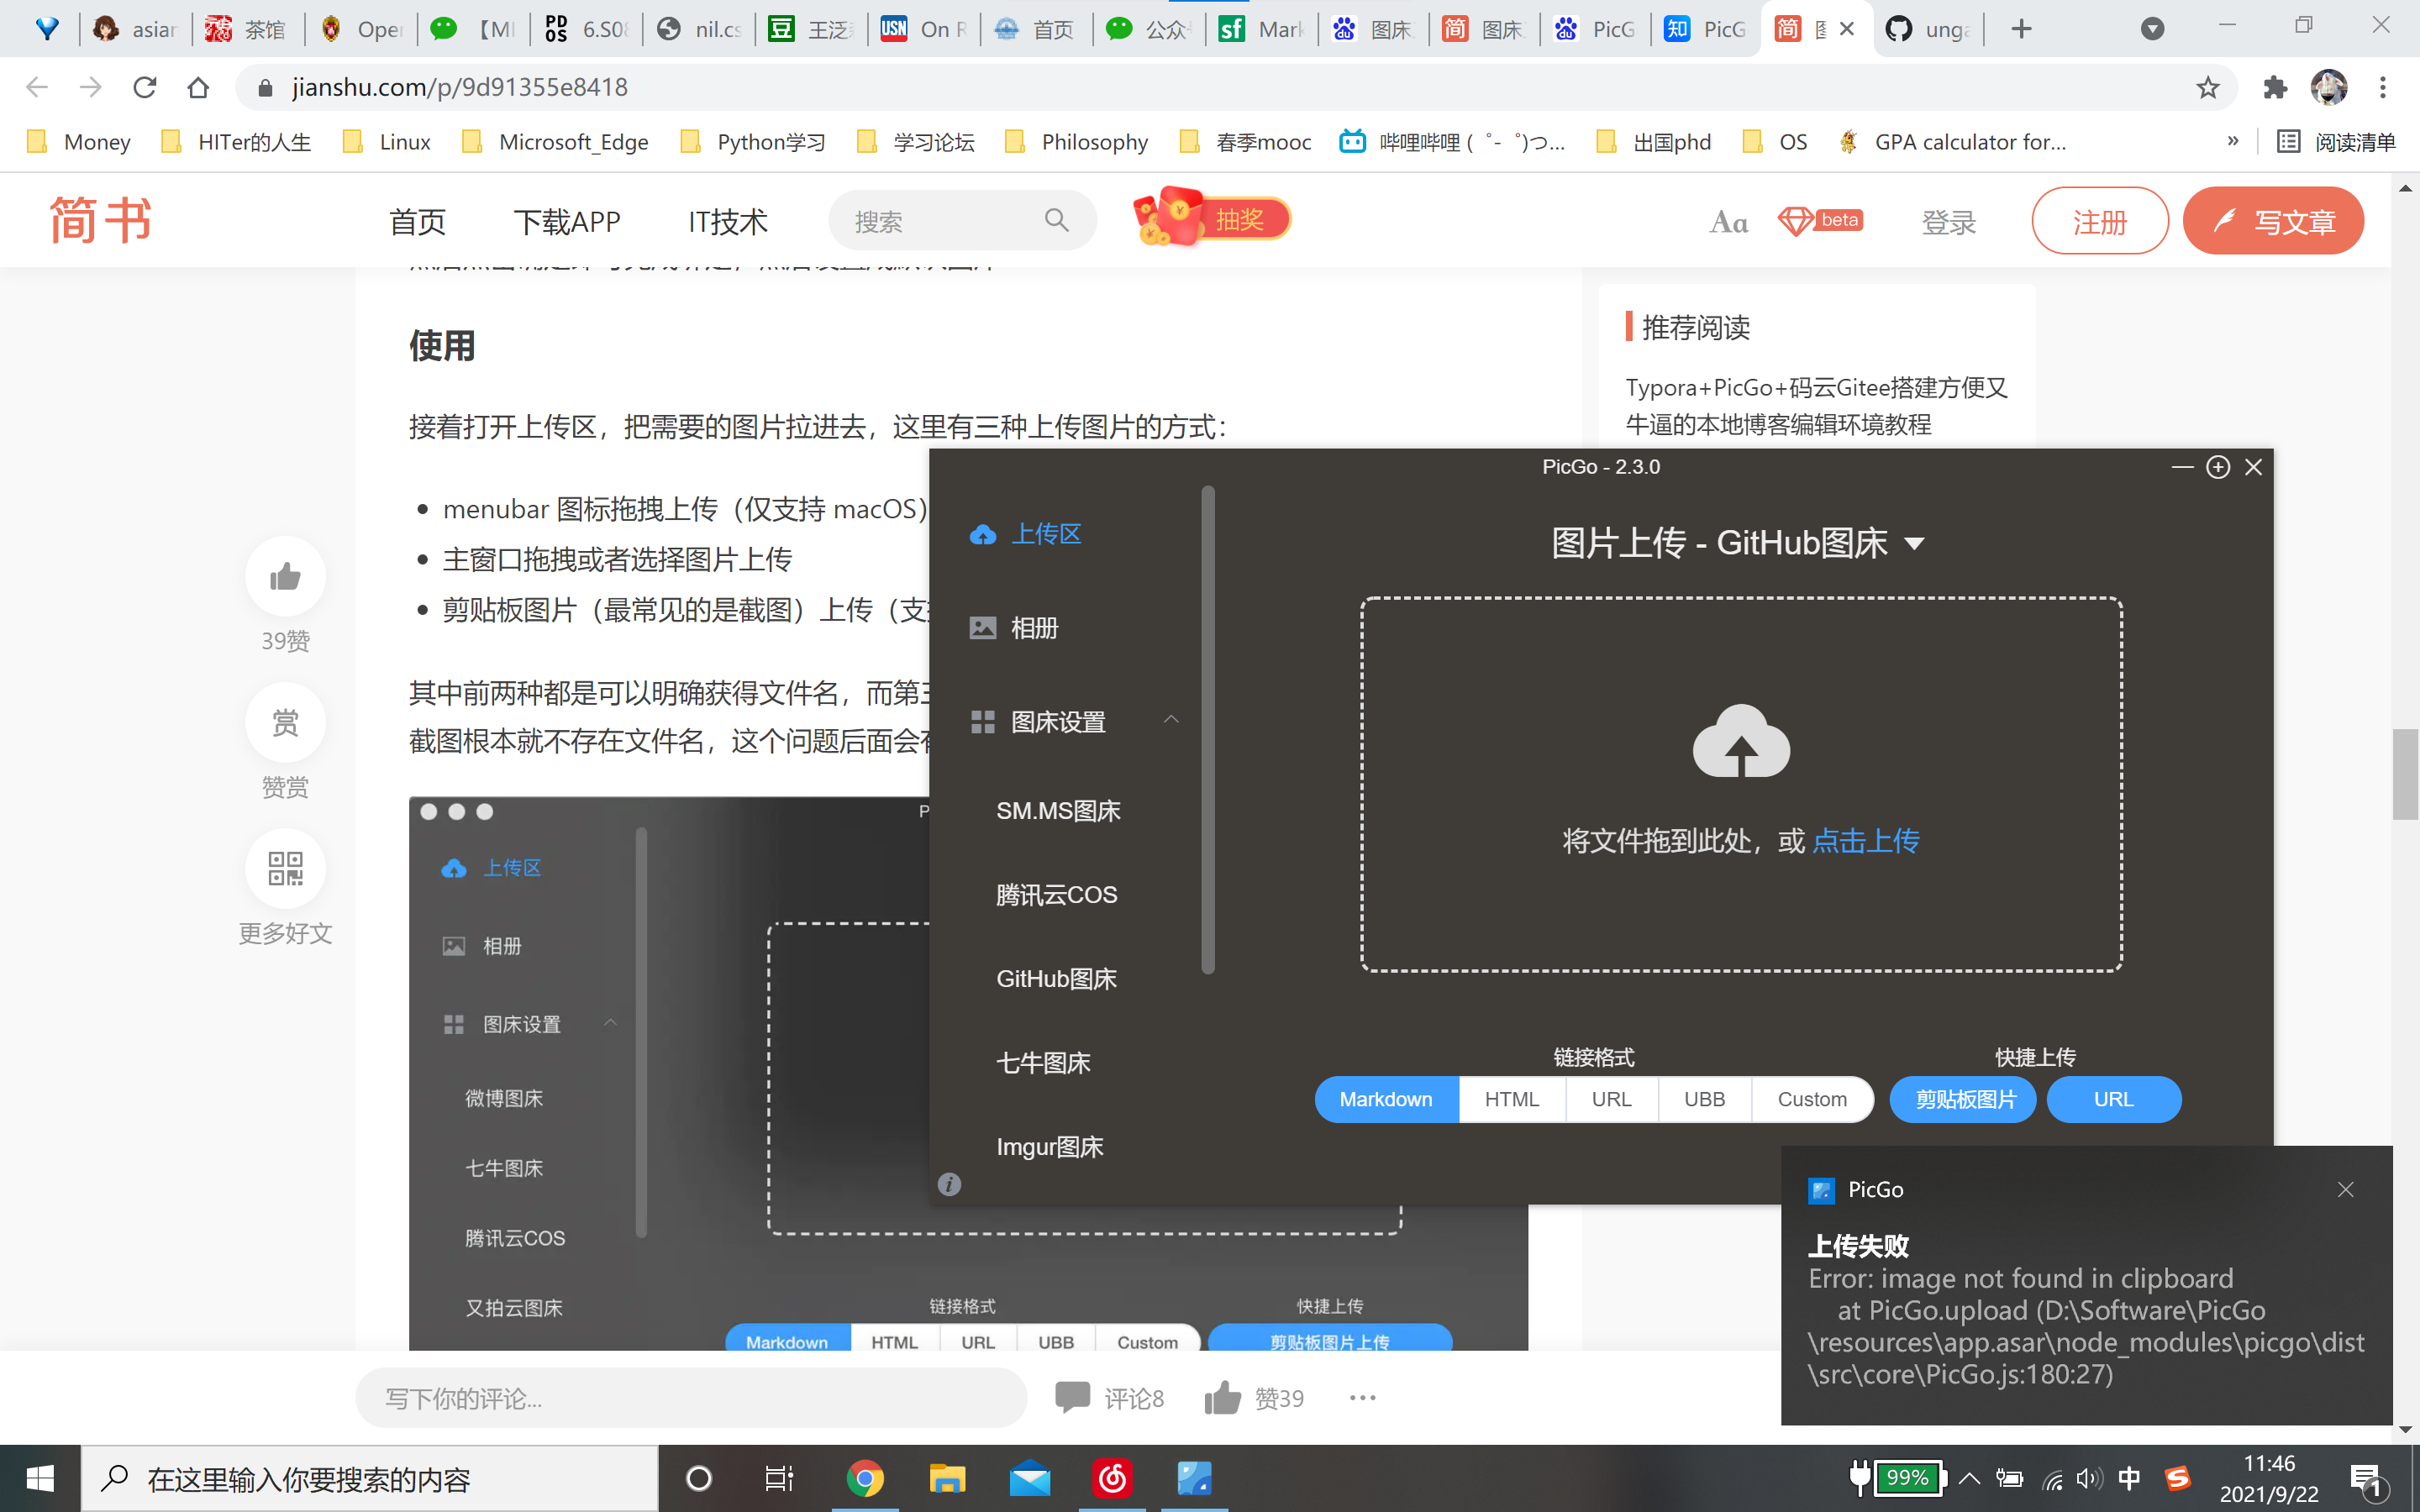 asian
茶馆
Oper
【MI
PD
OS
6.S08
nil.cs
豆
王泛
USN
On R
首页
公众号
sf
Mark
图床
简
图床
PicG
知
PicG
简
unga
jianshu.com/p/9d91355e8418
Money
HITer的人生
Linux
Microsoft_Edge
Python学习
学习论坛
Philosophy
春季mooc
哔哩哔哩 ( ゜- ゜)つ...
出国phd
OS
GPA calculator for...
»
阅读清单
简书
首页
下载APP
IT技术
搜索
抽奖
Aa
beta
登录
注册
写文章
使用
接着打开上传区，把需要的图片拉进去，这里有三种上传图片的方式：
menubar 图标拖拽上传（仅支持 macOS）
主窗口拖拽或者选择图片上传
剪贴板图片（最常见的是截图）上传（支
其中前两种都是可以明确获得文件名，而第三
截图根本就不存在文件名，这个问题后面会有
39赞
赏
赞赏
更多好文
推荐阅读
Typora+PicGo+码云Gitee搭建方便又
牛逼的本地博客编辑环境教程
PicGo - 2.3.0
上传区
相册
图床设置
SM.MS图床
腾讯云COS
GitHub图床
七牛图床
Imgur图床
图片上传 - GitHub图床
将文件拖到此处，或 点击上传
链接格式
快捷上传
Markdown
HTML
URL
UBB
Custom
剪贴板图片
URL
P
上传区
相册
图床设置
微博图床
七牛图床
腾讯云COS
又拍云图床
链接格式
快捷上传
Markdown
HTML
URL
UBB
Custom
剪贴板图片上传
PicGo
上传失败
Error: image not found in clipboard
at PicGo.upload (D:\Software\PicGo
\resources\app.asar\node_modules\picgo\dist
\src\core\PicGo.js:180:27)
写下你的评论...
评论8
赞39
在这里输入你要搜索的内容
99%
中
11:46
2021/9/22
1